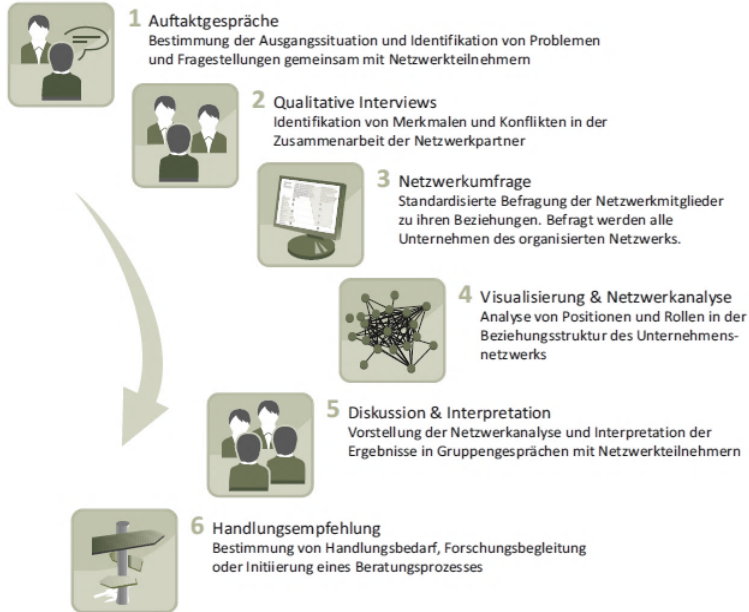 1 Auftaktgespräche
Bestimmung der Ausgangssituation und Identifikation von Problemen
und Fragestellungen gemeinsam mit Netzwerkteilnehmern
2 Qualitative Interviews
Identifikation von Merkmalen und Konflikten in der
Zusammenarbeit der Netzwerkpartner
3 Netzwerkumfrage
Standardisierte Befragung der Netzwerkmitglieder
zu ihren Beziehungen. Befragt werden alle
Unternehmen des organisierten Netzwerks.
4 Visualisierung & Netzwerkanalyse
Analyse von Positionen und Rollen in der
Beziehungsstruktur des Unternehmens-
netzwerks
5 Diskussion & Interpretation
Vorstellung der Netzwerkanalyse und Interpretation der
Ergebnisse in Gruppengesprächen mit Netzwerkteilnehmern
6 Handlungsempfehlung
Bestimmung von Handlungsbedarf, Forschungsbegleitung
oder Initiierung eines Beratungsprozesses